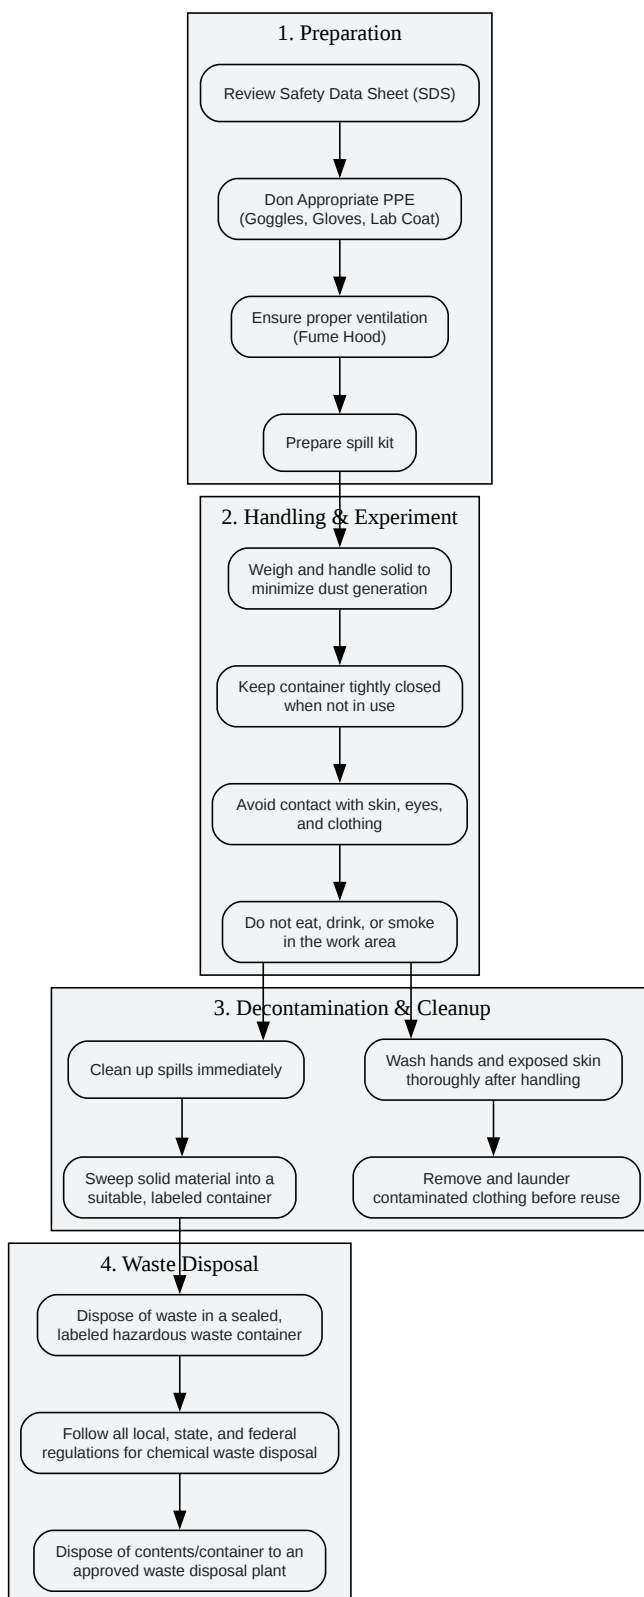 1. Preparation
Review Safety Data Sheet (SDS)
Don Appropriate PPE
(Goggles, Gloves, Lab Coat)
Ensure proper ventilation
(Fume Hood)
Prepare spill kit
2. Handling & Experiment
Weigh and handle solid to
minimize dust generation
Keep container tightly closed
when not in use
Avoid contact with skin, eyes,
and clothing
Do not eat, drink, or smoke
in the work area
3. Decontamination & Cleanup
Clean up spills immediately
Sweep solid material into a
suitable, labeled container
Wash hands and exposed skin
thoroughly after handling
Remove and launder
contaminated clothing before reuse
4. Waste Disposal
Dispose of waste in a sealed,
labeled hazardous waste container
Follow all local, state, and federal
regulations for chemical waste disposal
Dispose of contents/container to an
approved waste disposal plant